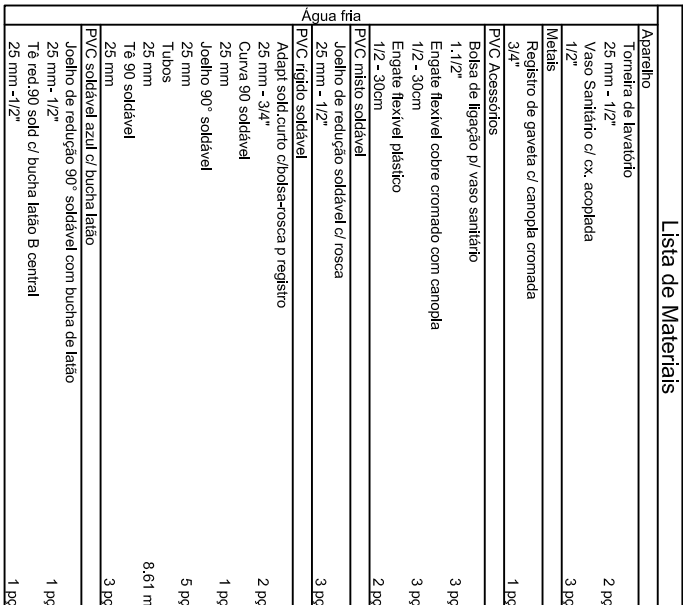 Lista de Materiais
Água fria
Aparelho
Torneira de lavatório
25 mm - 1/2" 2 pç
Vaso Sanitário c/ cx. acoplada
1/2" 3 pç
Metais
Registro de gaveta c/ canopla cromada
3/4" 1 pç
PVC Acessórios
Bolsa de ligação p/ vaso sanitário
1.1/2" 3 pç
Engate flexível cobre cromado com canopla
1/2 - 30cm 3 pç
Engate flexível plástico
1/2 - 30cm 2 pç
PVC misto soldável
Joelho de redução soldável c/ rosca
25 mm - 1/2" 3 pç
PVC rígido soldável
Adapt sold.curto c/bolsa-rosca p registro
25 mm - 3/4" 2 pç
Curva 90 soldável
25 mm 1 pç
Joelho 90° soldável
25 mm 5 pç
Tubos
25 mm 8.61 m
Tê 90 soldável
25 mm 3 pç
PVC soldável azul c/ bucha latão
Joelho de redução 90° soldável com bucha de latão
25 mm- 1/2" 1 pç
Tê red.90 sold c/ bucha latão B central
25 mm -1/2" 1 pç